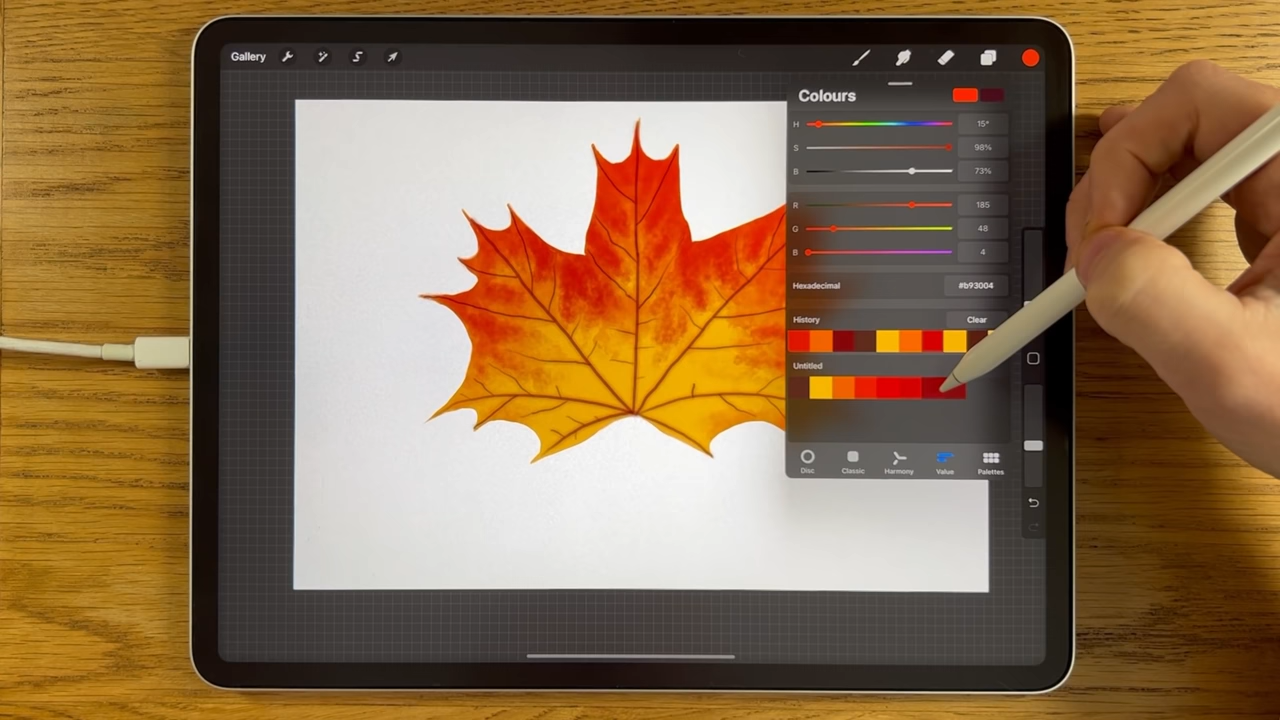 Gallery
Colours
H 15°
S 98%
B 73%
R 185
G 48
B 4
Hexadecimal #b93004
History Clear
Untitled
Disc Classic Harmony Value Palettes